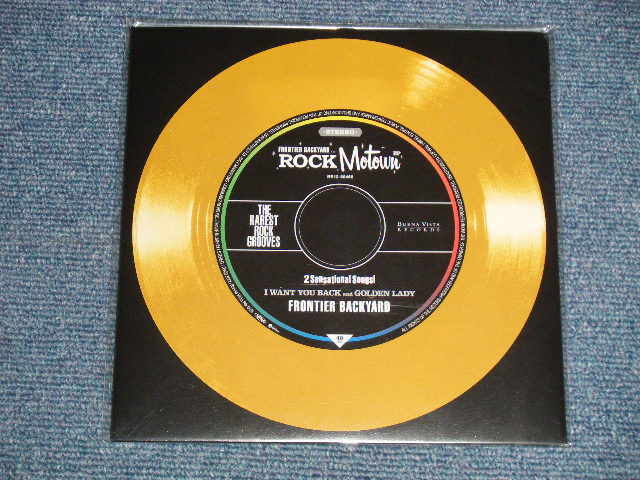 STEREO
FRONTIER BACKYARD
ROCK Motown
THE
RAREST
ROCK
GROOVES
BUENA VISTA
RECORDS
2 Sensational Songs!
I WANT YOU BACK and GOLDEN LADY
FRONTIER BACKYARD